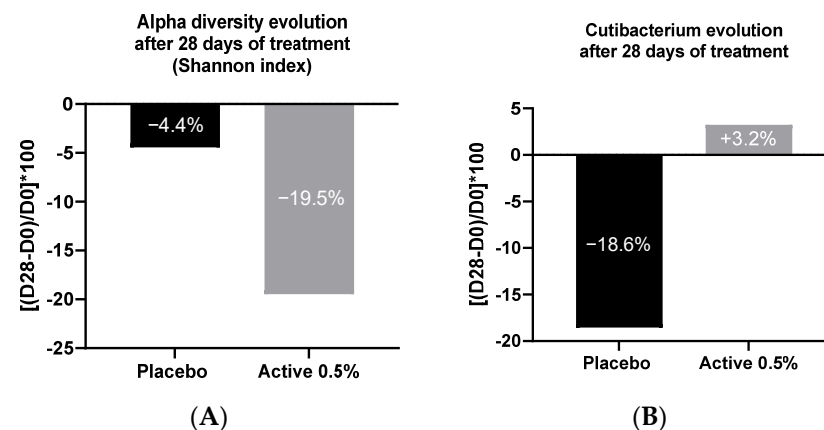 Alpha diversity evolution
after 28 days of treatment
(Shannon index)
[(D28-D0)/D0]*100
0
-5
-10
-15
-20
-25
−4.4%
−19.5%
Placebo
Active 0.5%
(A)
Cutibacterium evolution
after 28 days of treatment
[(D28-D0)/D0]*100
5
0
-5
-10
-15
-20
−18.6%
+3.2%
Placebo
Active 0.5%
(B)